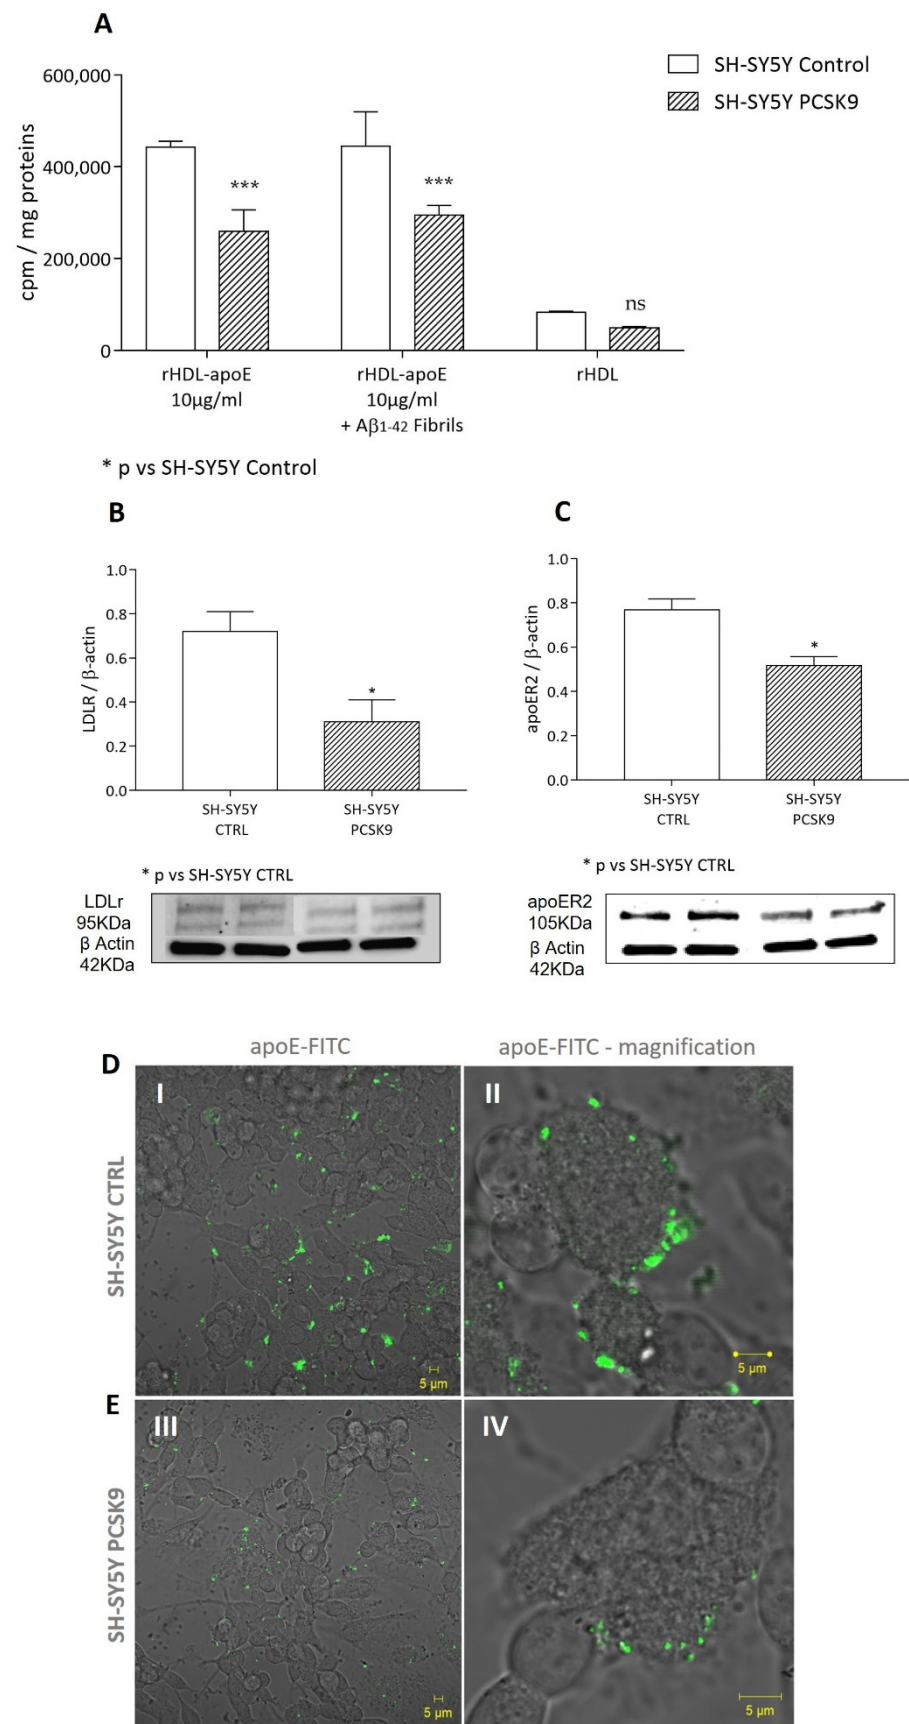 A
SH-SY5Y Control
SH-SY5Y PCSK9
cpm / mg proteins
600,000
400,000
200,000
0
***
***
ns
rHDL-apoE
10µg/ml
rHDL-apoE
10µg/ml
+ Aβ1-42 Fibrils
rHDL
* p vs SH-SY5Y Control
B
LDLR / β-actin
1.0
0.8
0.6
0.4
0.2
0.0
*
SH-SY5Y
CTRL
SH-SY5Y
PCSK9
* p vs SH-SY5Y CTRL
LDLr
95KDa
β Actin
42KDa
C
apoER2 / β-actin
1.0
0.8
0.6
0.4
0.2
0.0
*
SH-SY5Y
CTRL
SH-SY5Y
PCSK9
* p vs SH-SY5Y CTRL
apoER2
105KDa
β Actin
42KDa
apoE-FITC
apoE-FITC - magnification
D
SH-SY5Y CTRL
I
5 µm
II
5 µm
E
SH-SY5Y PCSK9
III
5 µm
IV
5 µm